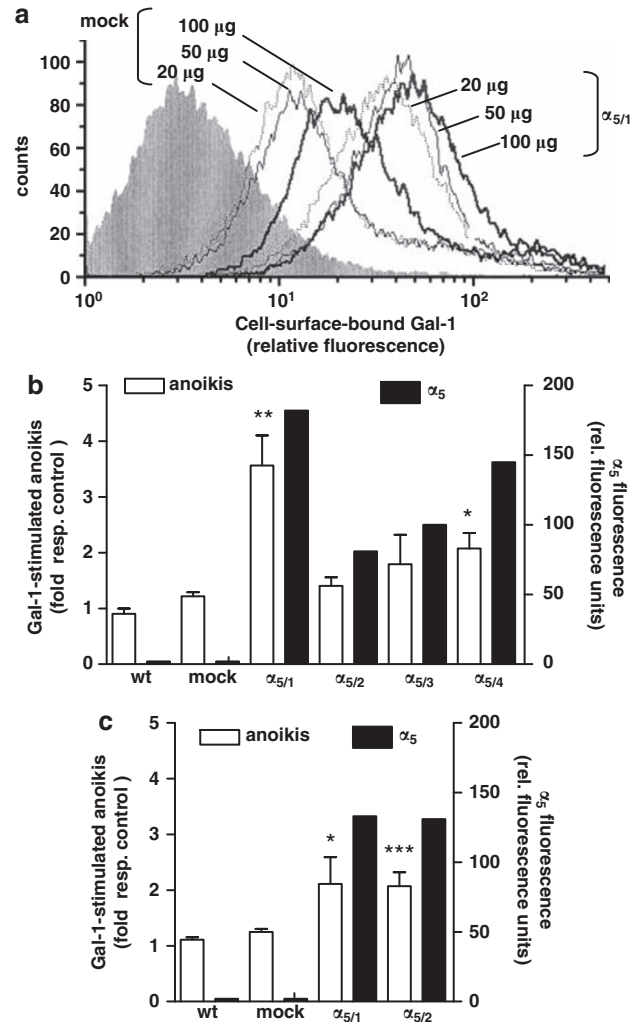 a
mock
100 µg
50 µg
20 µg
20 µg
50 µg
100 µg
α5/1
counts
100
80
60
40
20
0
10⁰ 10¹ 10²
Cell-surface-bound Gal-1
(relative fluorescence)
b
anoikis α5
Gal-1-stimulated anoikis
(fold resp. control )
5
4
3
2
1
0
** *
200
150
100
50
0
α5 fluorescence
(rel. fluorescence units)
wt mock α5/1 α5/2 α5/3 α5/4
c
anoikis α5
Gal-1-stimulated anoikis
(fold resp. control )
5
4
3
2
1
0
* ***
200
150
100
50
0
α5 fluorescence
(rel. fluorescence units)
wt mock α5/1 α5/2